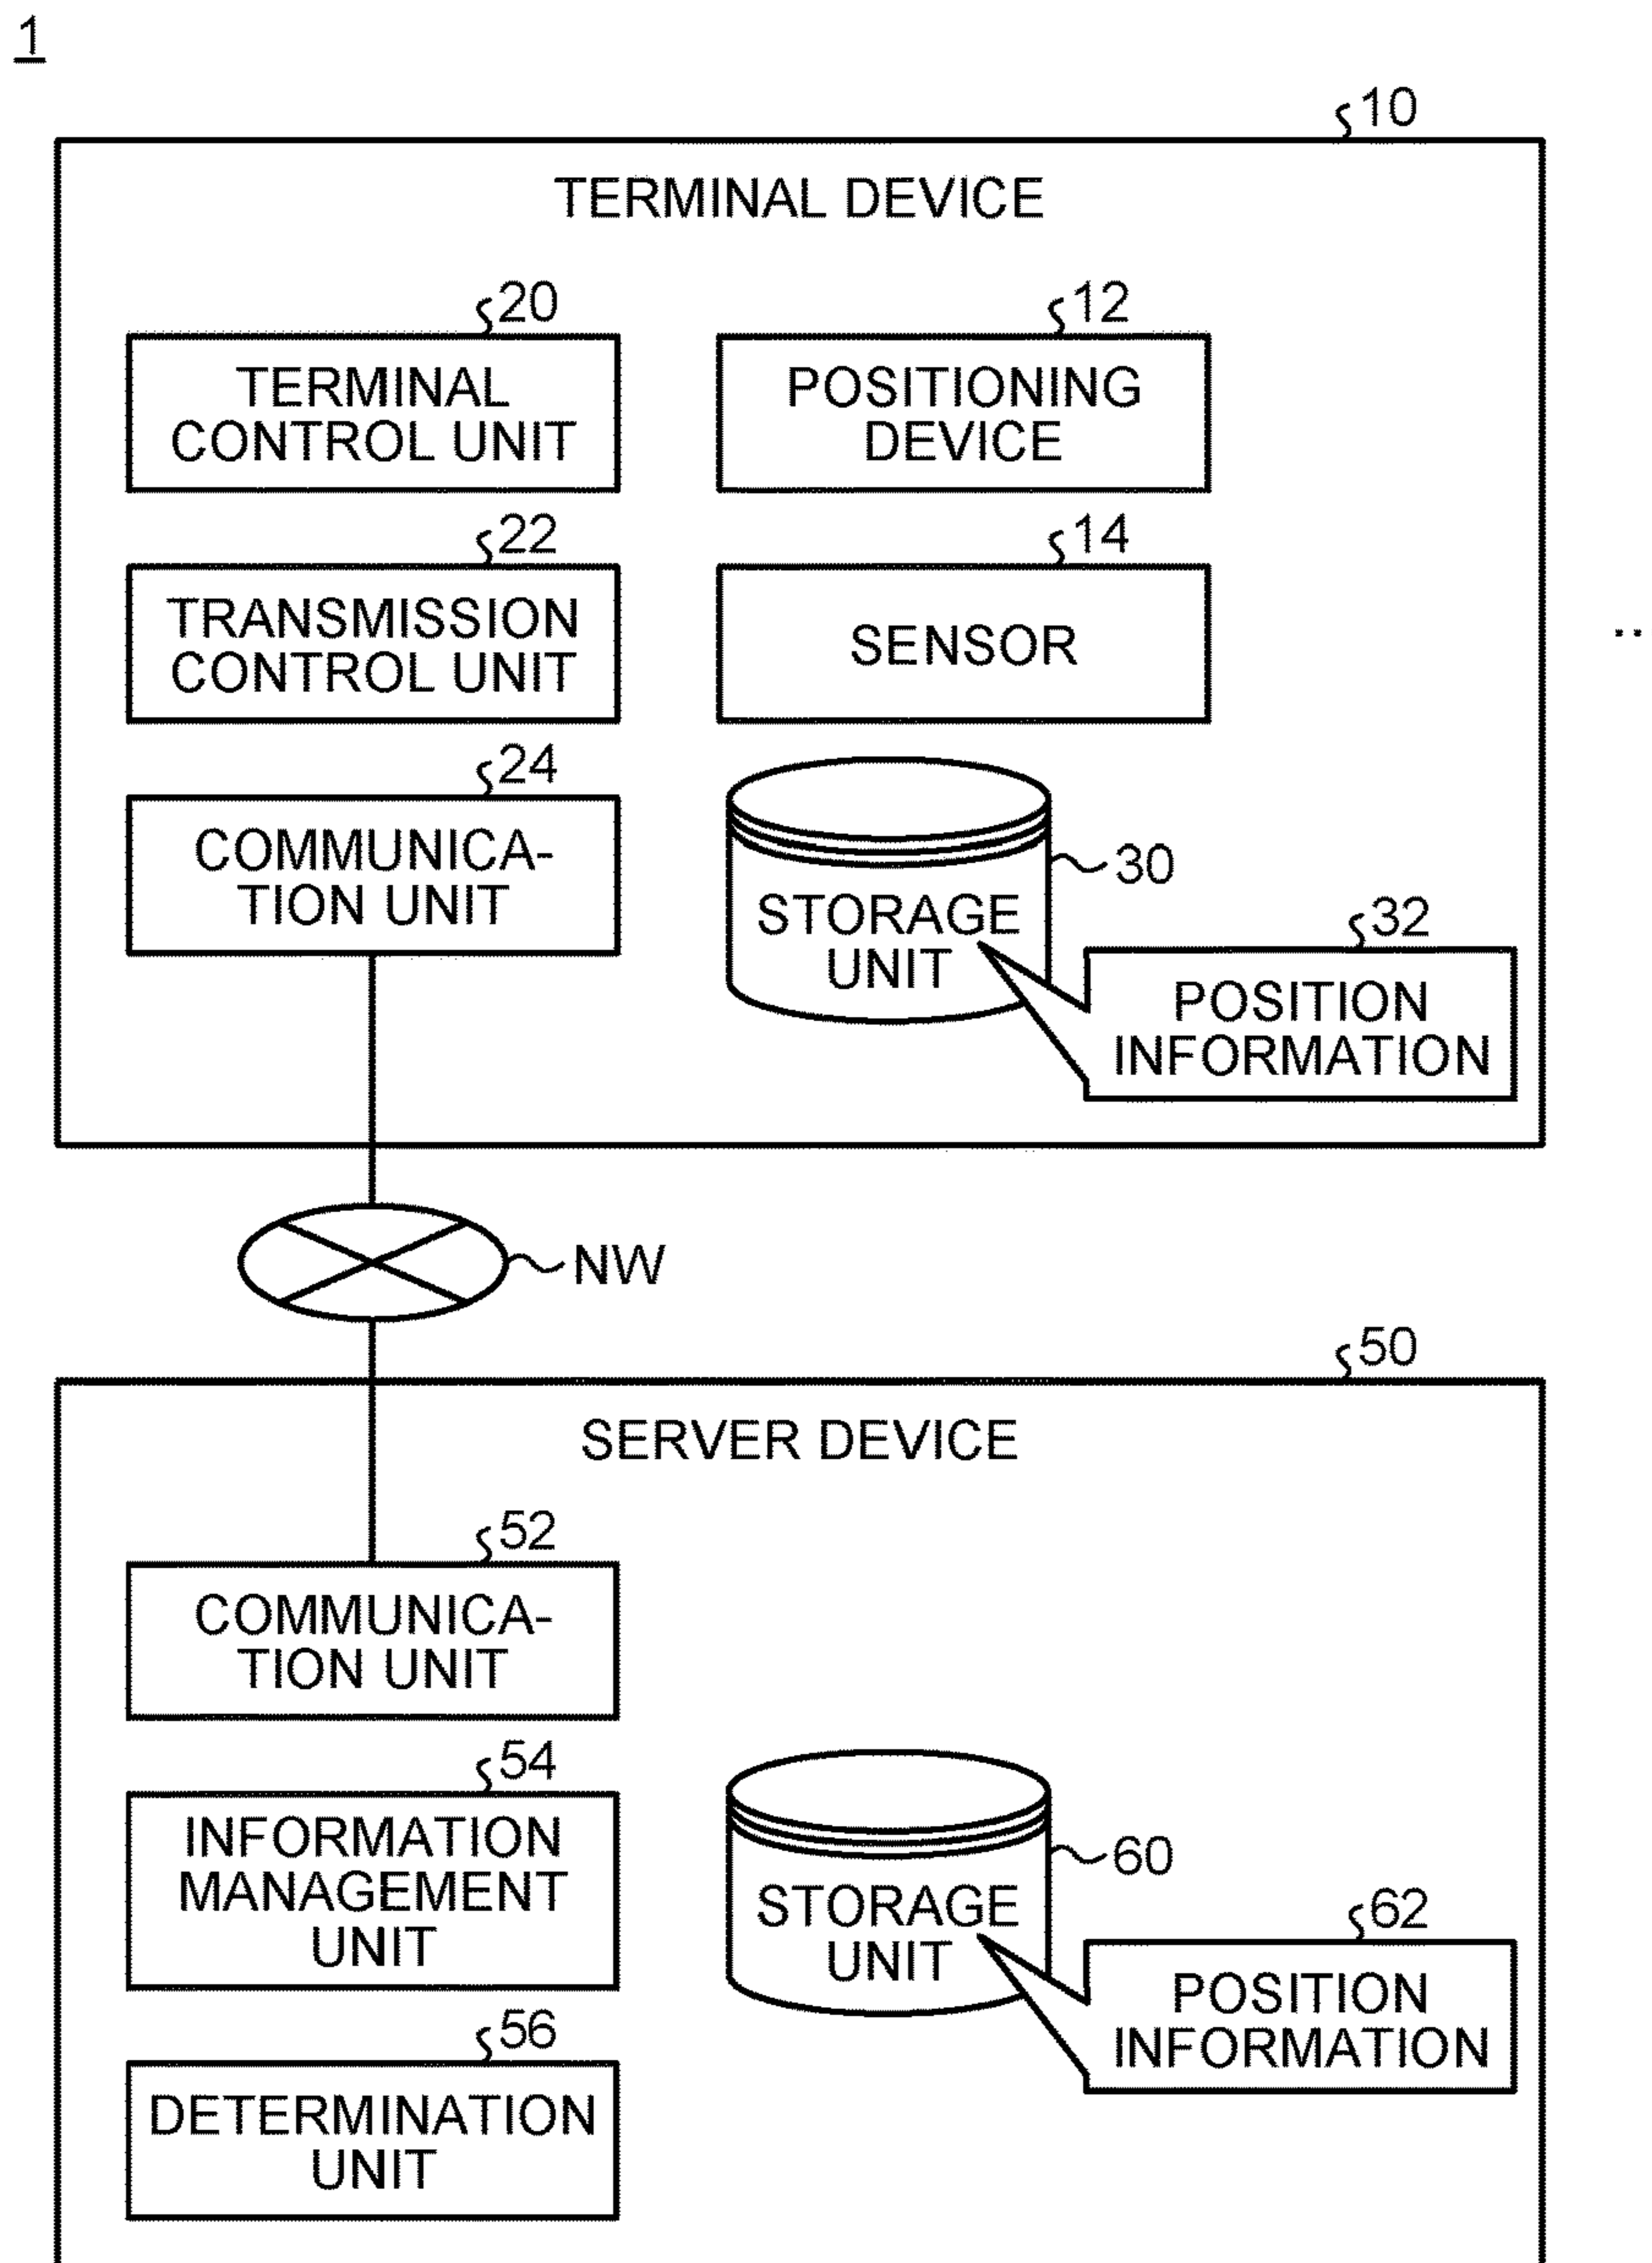 1
10
TERMINAL DEVICE
20
TERMINAL
CONTROL UNIT
12
POSITIONING
DEVICE
22
TRANSMISSION
CONTROL UNIT
14
SENSOR
..
24
COMMUNICA-
TION UNIT
30
STORAGE
UNIT
32
POSITION
INFORMATION
NW
50
SERVER DEVICE
52
COMMUNICA-
TION UNIT
54
INFORMATION
MANAGEMENT
UNIT
60
STORAGE
UNIT
62
POSITION
INFORMATION
56
DETERMINATION
UNIT